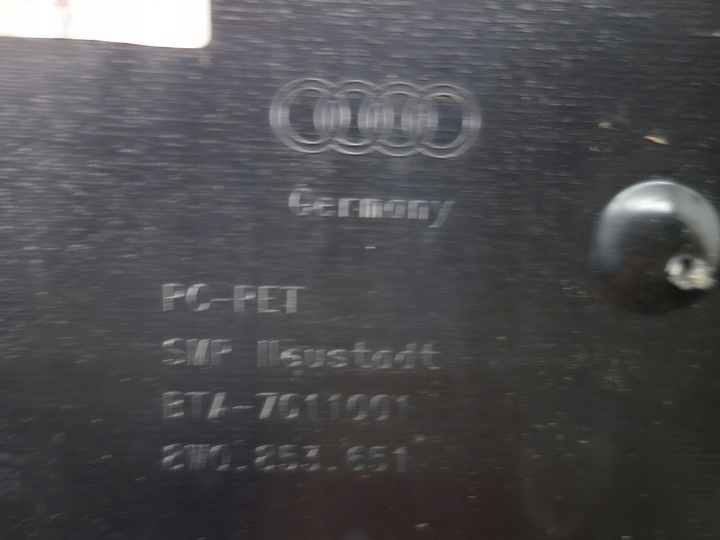 Germany
PC-PET
SMP Neustadt
ETA-7011001
8W0.853.651